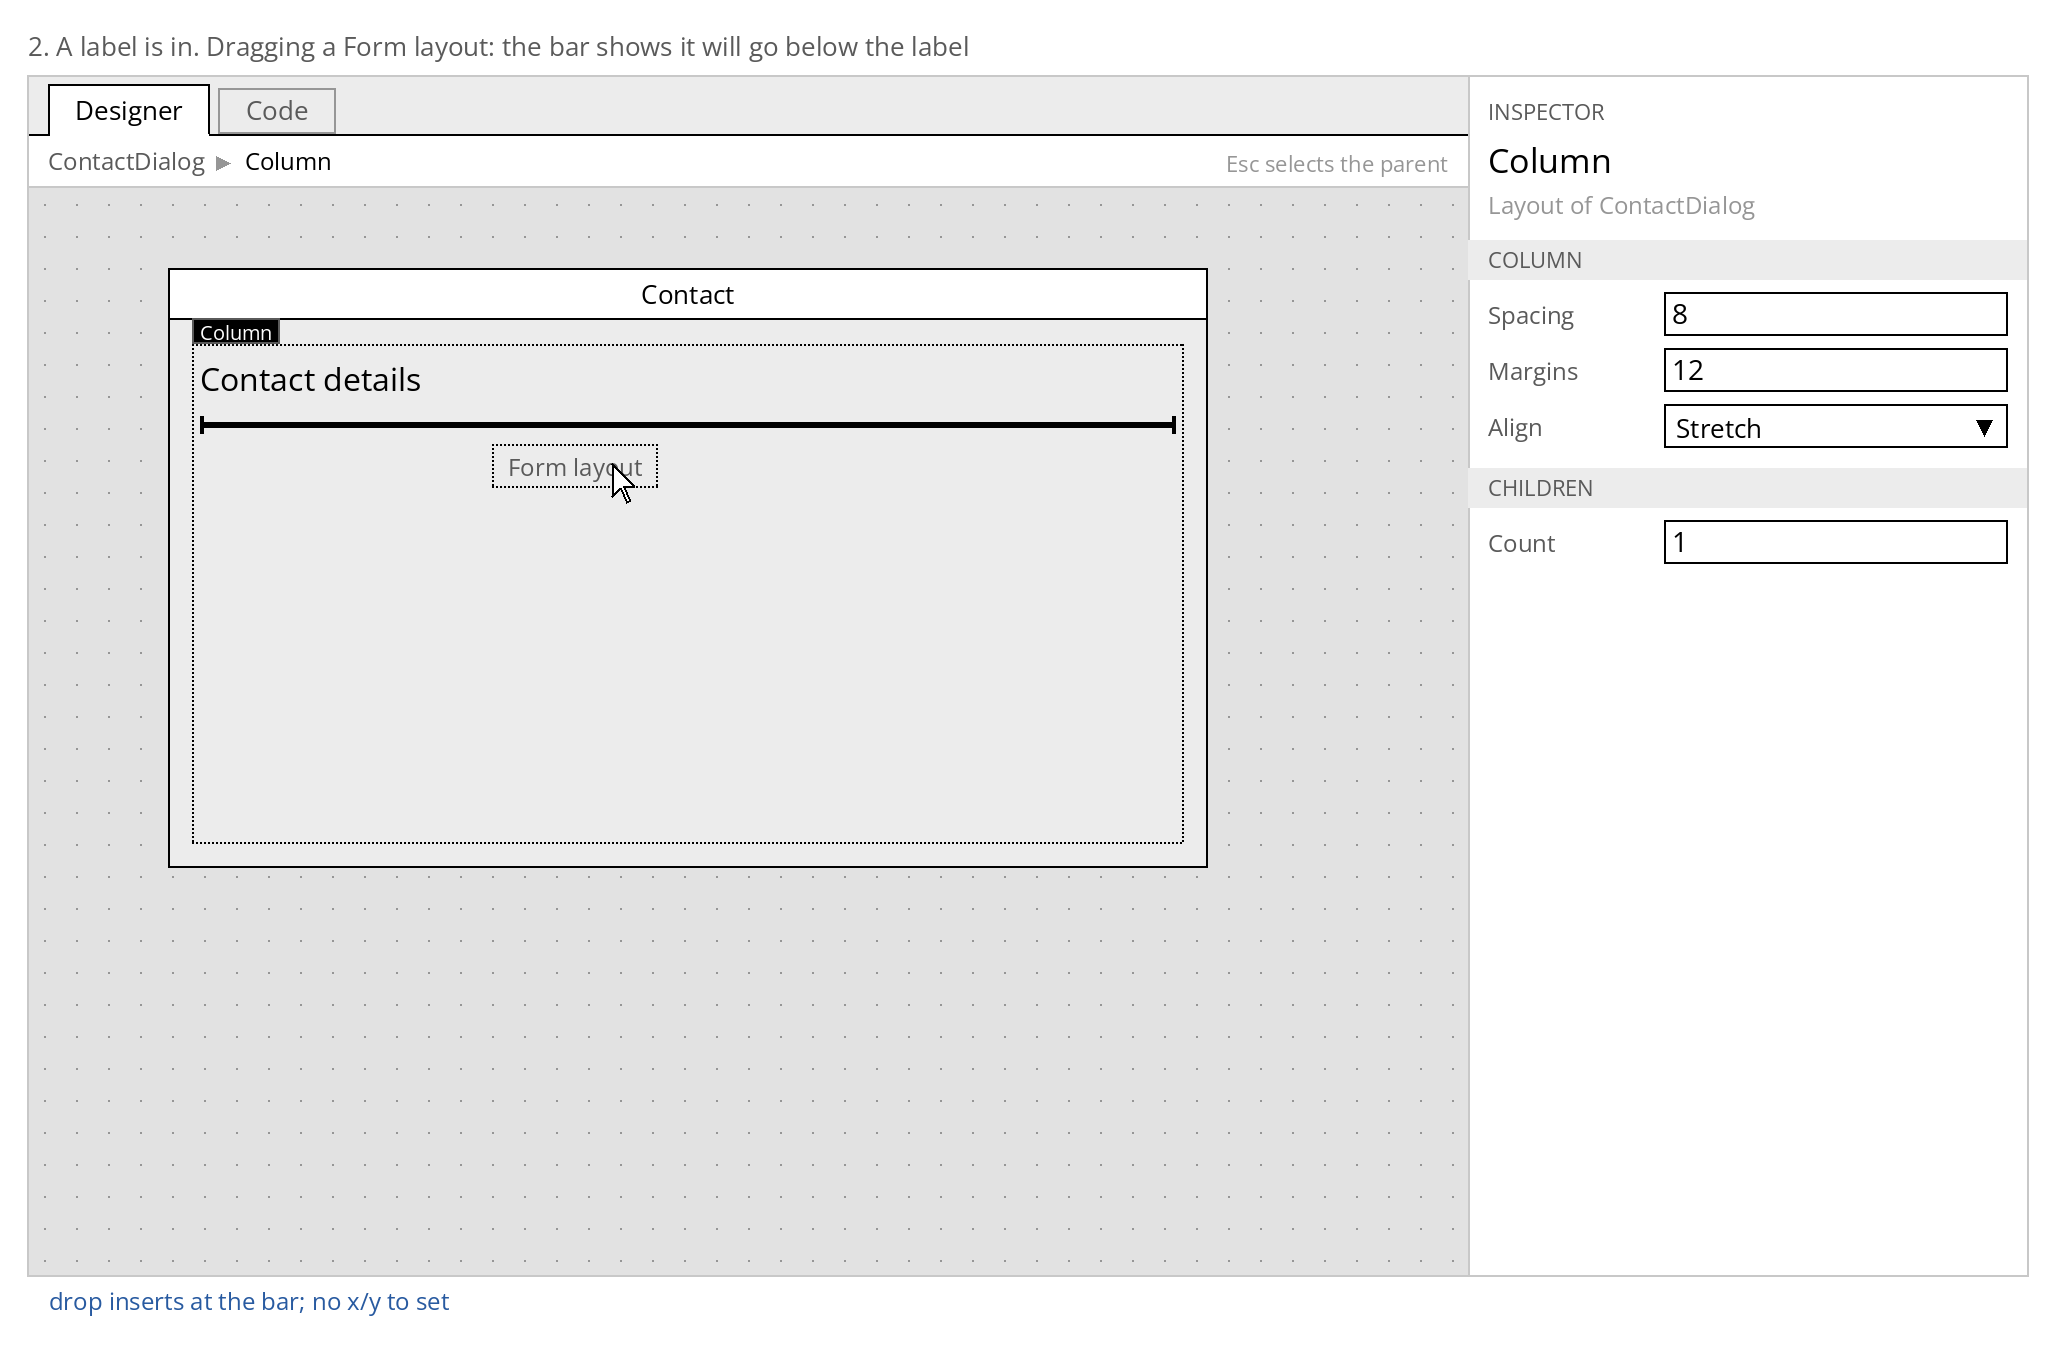 2. A label is in. Dragging a Form layout: the bar shows it will go below the label
Designer
Code
ContactDialog ▶ Column
Esc selects the parent
Contact
Column
Contact details
Form layout
INSPECTOR
Column
Layout of ContactDialog
COLUMN
Spacing 8
Margins 12
Align Stretch ▼
CHILDREN
Count 1
drop inserts at the bar; no x/y to set